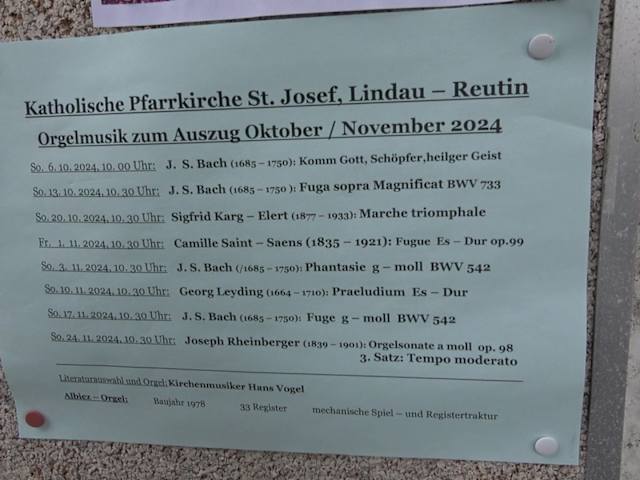 Katholische Pfarrkirche St. Josef, Lindau – Reutin
Orgelmusik zum Auszug Oktober / November 2024
So. 6. 10. 2024, 10. 00 Uhr: J. S. Bach (1685 – 1750): Komm Gott, Schöpfer,heilger Geist
So. 13. 10. 2024, 10. 30 Uhr: J. S. Bach (1685 – 1750 ): Fuga sopra Magnificat BWV 733
So. 20. 10. 2024, 10. 30 Uhr: Sigfrid Karg – Elert (1877 – 1933): Marche triomphale
Fr. 1. 11. 2024, 10. 30 Uhr: Camille Saint – Saens (1835 – 1921): Fugue Es – Dur op.99
So. 3. 11. 2024, 10. 30 Uhr: J. S. Bach (/1685 – 1750): Phantasie g – moll BWV 542
So. 10. 11. 2024, 10. 30 Uhr: Georg Leyding (1664 – 1710): Praeludium Es – Dur
So. 17. 11. 2024, 10. 30 Uhr: J. S. Bach (1685 – 1750): Fuge g – moll BWV 542
So. 24. 11. 2024, 10. 30 Uhr: Joseph Rheinberger (1839 – 1901): Orgelsonate a moll op. 98
3. Satz: Tempo moderato
Literaturauswahl und Orgel: Kirchenmusiker Hans Vogel
Albiez – Orgel: Baujahr 1978 33 Register mechanische Spiel – und Registertraktur